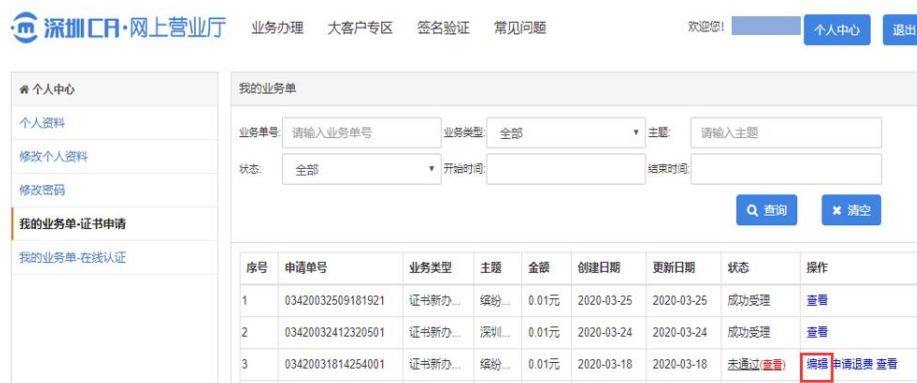 深圳CA·网上营业厅 业务办理 大客户专区 签名验证 常见问题 欢迎您! 个人中心 退出
个人中心
个人资料
修改个人资料
修改密码
我的业务单-证书申请
我的业务单-在线认证
我的业务单
业务单号: 请输入业务单号 业务类型: 全部 主题: 请输入主题
状态: 全部 开始时间: 结束时间:
查询 清空
序号 申请单号 业务类型 主题 金额 创建日期 更新日期 状态 操作
1 03420032509181921 证书新办... 缤纷... 0.01元 2020-03-25 2020-03-25 成功受理 查看
2 03420032412320501 证书新办... 深圳... 0.01元 2020-03-24 2020-03-24 成功受理 查看
3 03420031814254001 证书新办... 缤纷... 0.01元 2020-03-18 2020-03-18 未通过(查看) 编辑 申请退费 查看